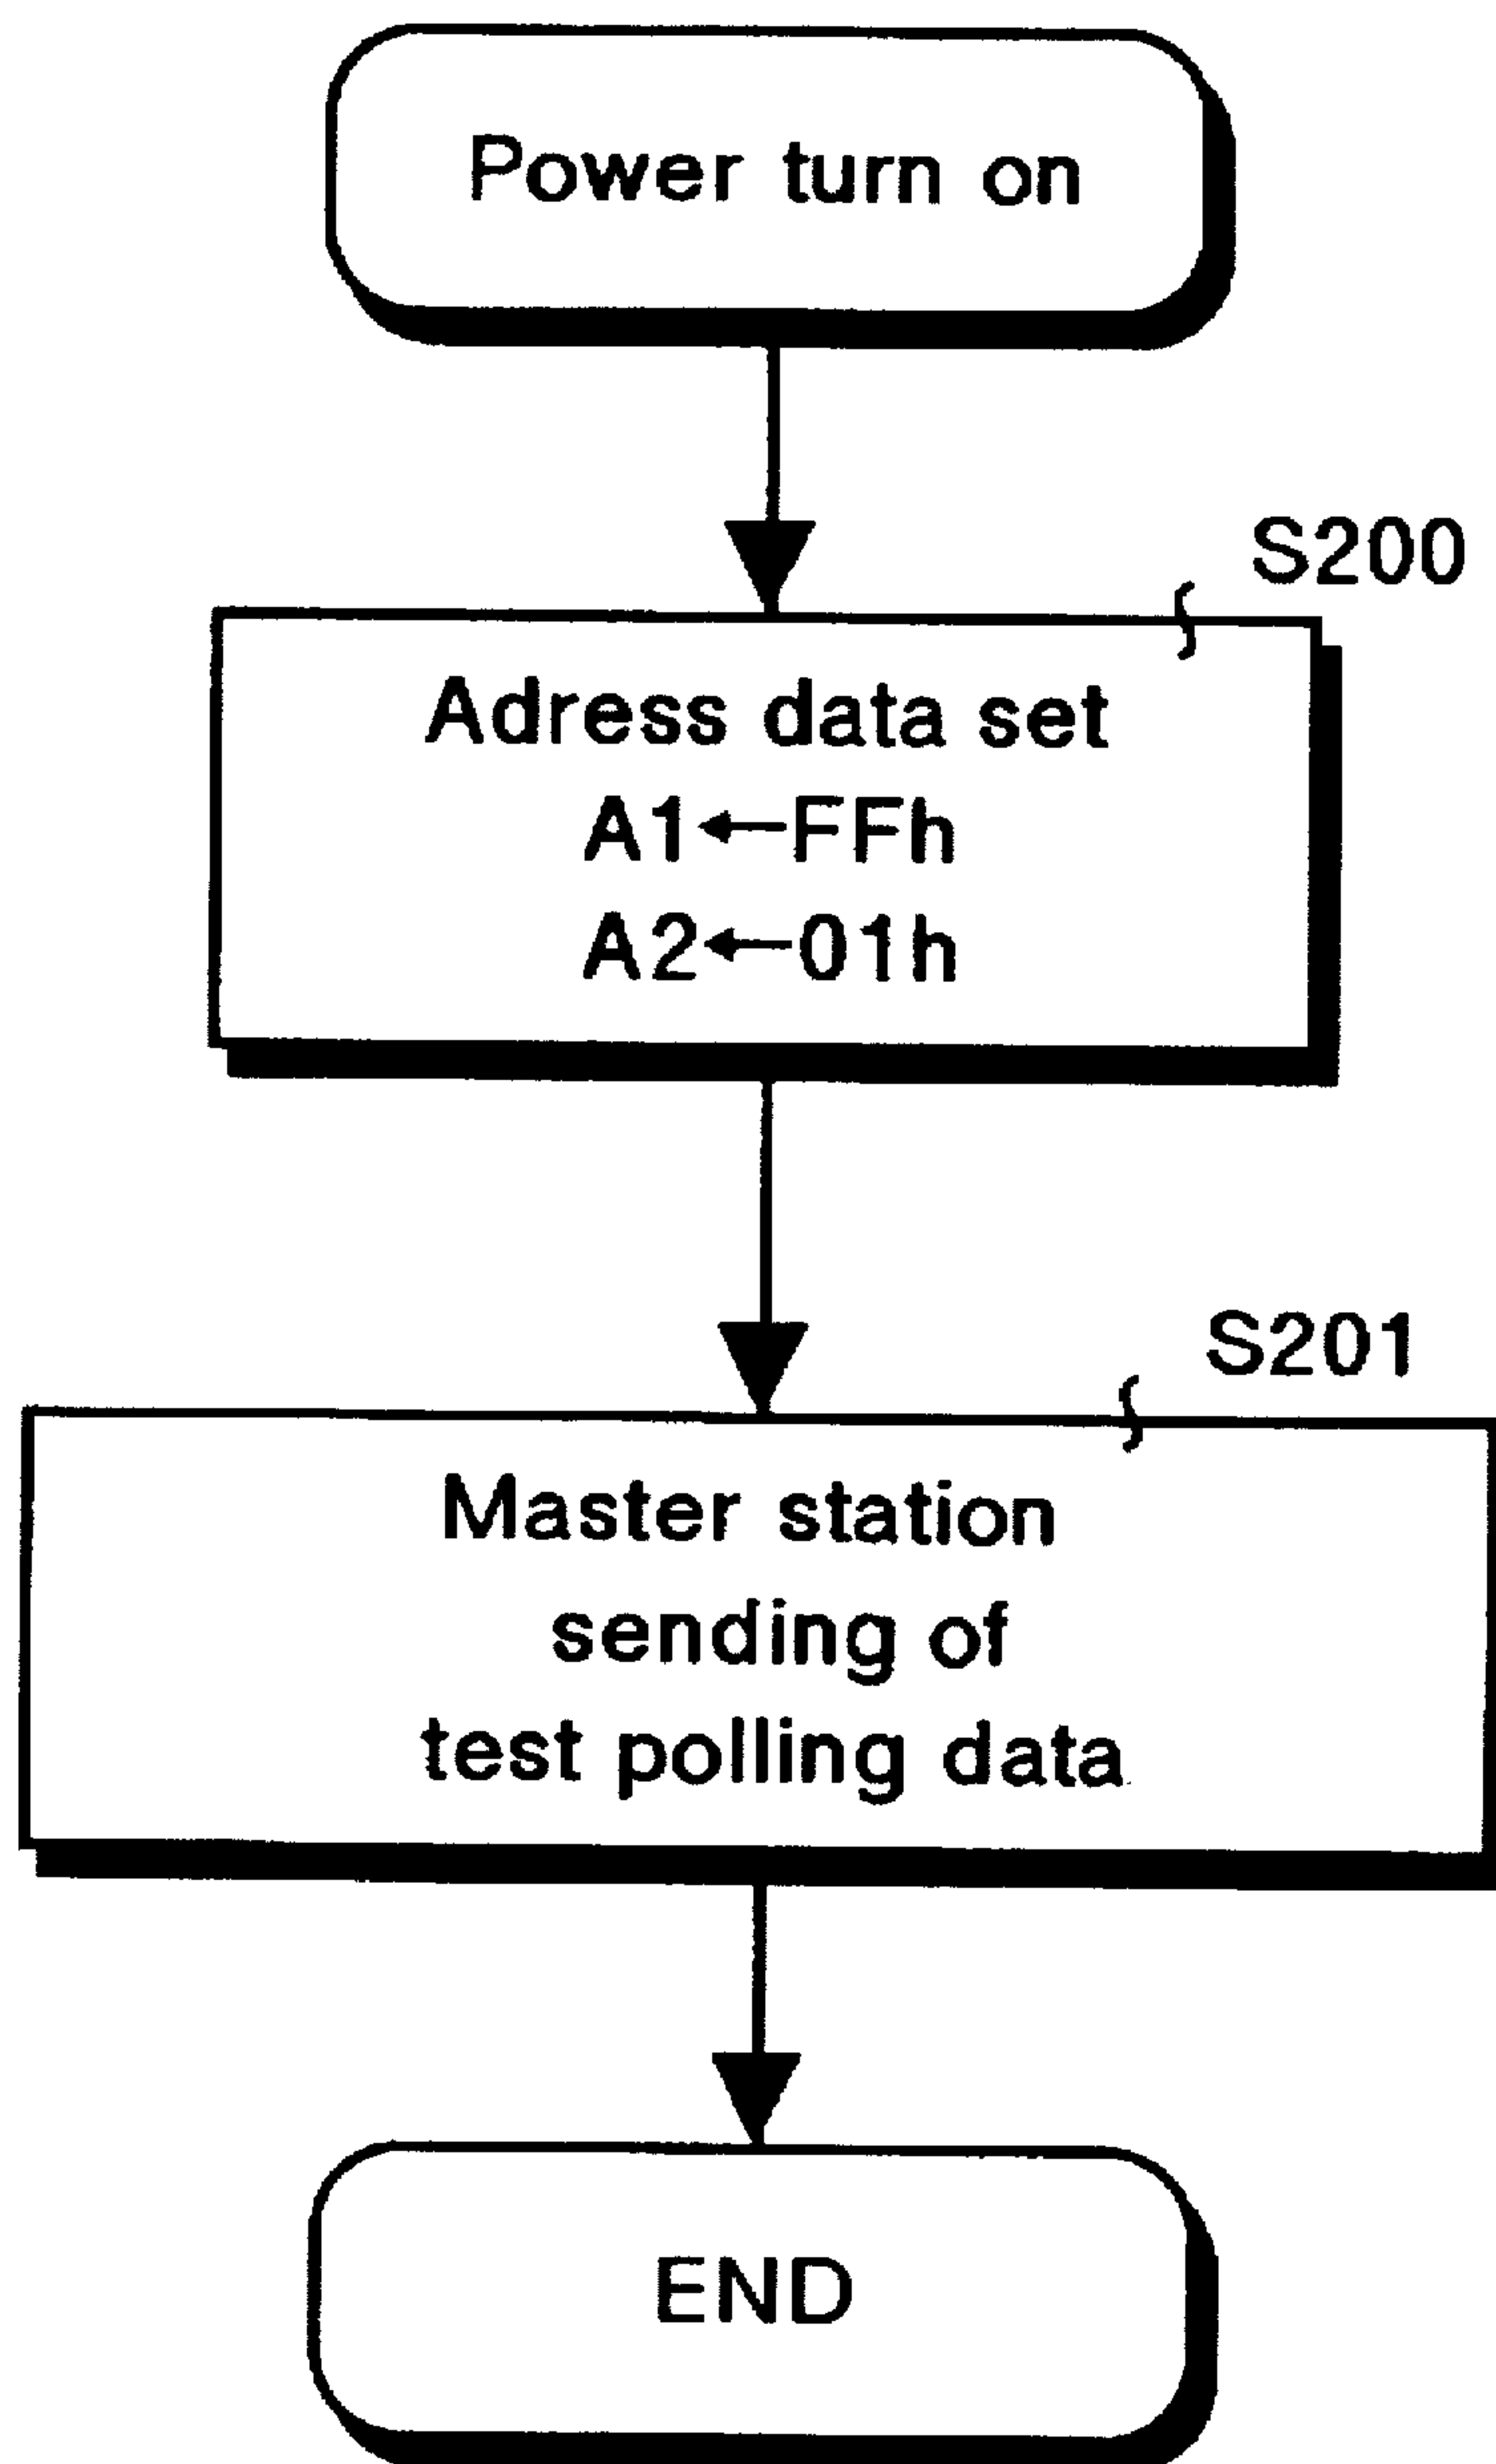 Power turn on
S200
Adress data set
A1←FFh
A2←01h
S201
Master station
sending of
test polling data
END